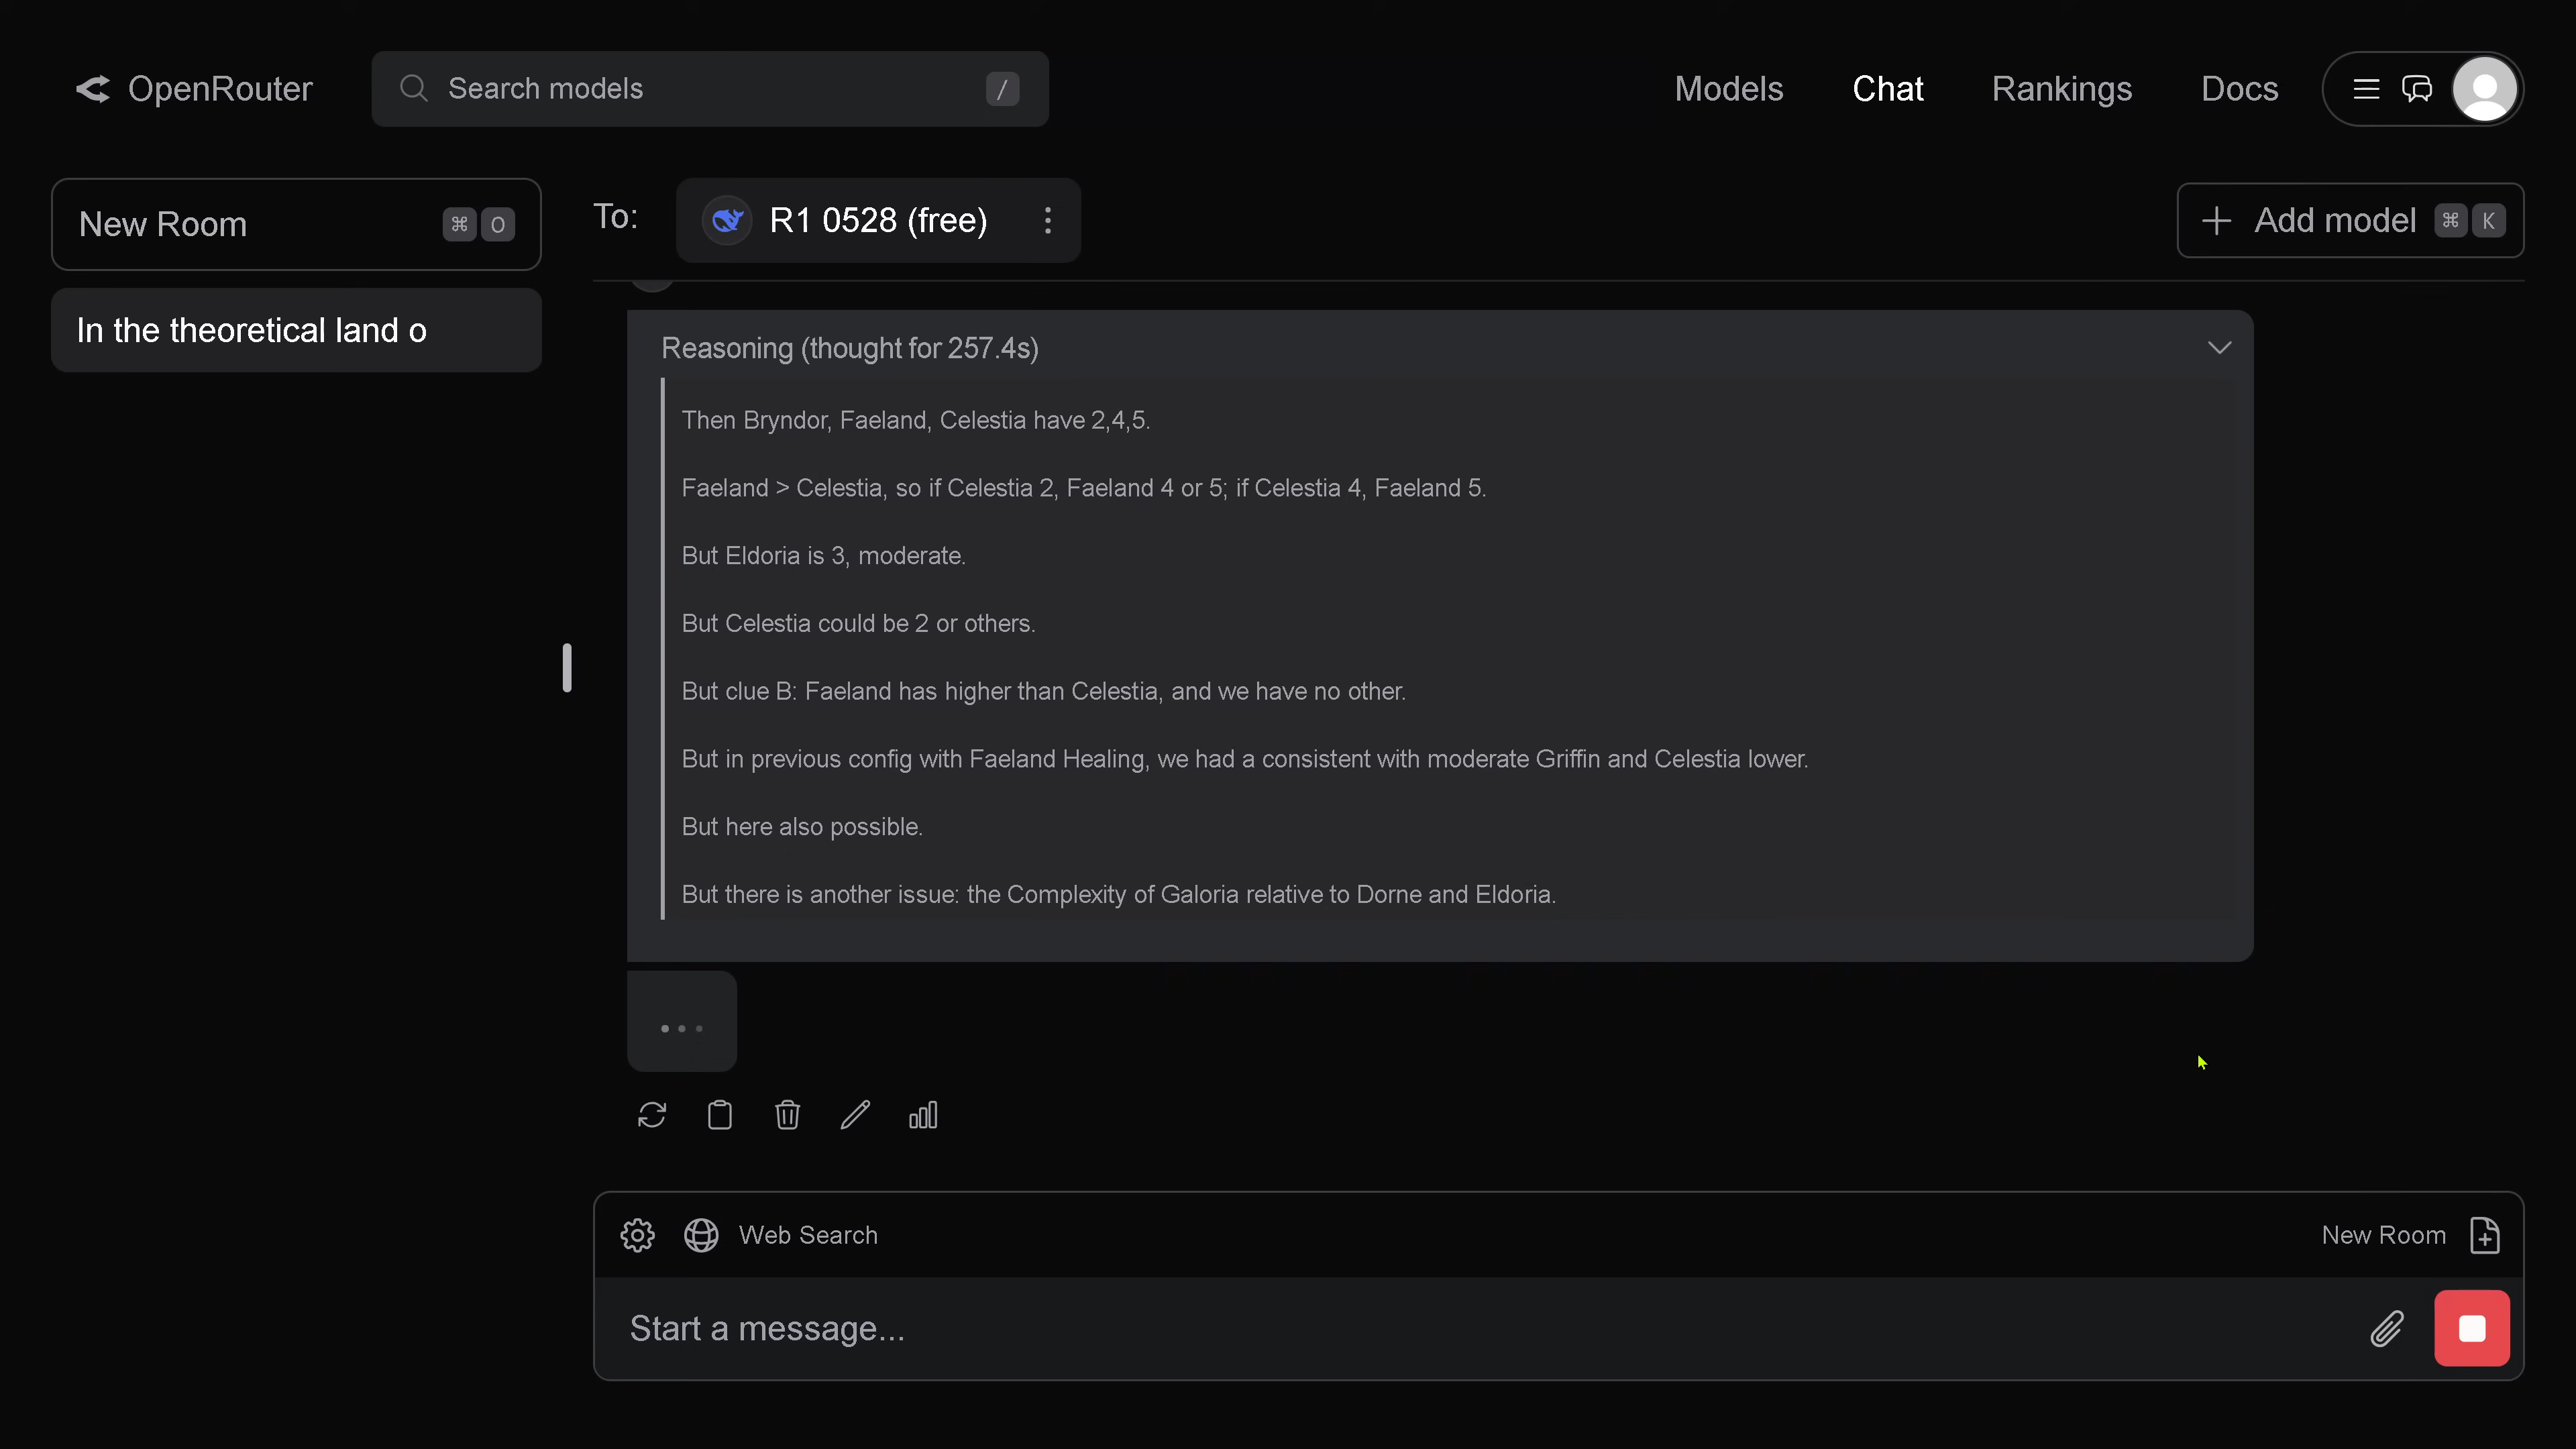 OpenRouter
Search models
/
Models
Chat
Rankings
Docs
New Room
⌘ O
In the theoretical land o
To:
R1 0528 (free)
Add model
⌘ K
Reasoning (thought for 257.4s)
Then Bryndor, Faeland, Celestia have 2,4,5.
Faeland > Celestia, so if Celestia 2, Faeland 4 or 5; if Celestia 4, Faeland 5.
But Eldoria is 3, moderate.
But Celestia could be 2 or others.
But clue B: Faeland has higher than Celestia, and we have no other.
But in previous config with Faeland Healing, we had a consistent with moderate Griffin and Celestia lower.
But here also possible.
But there is another issue: the Complexity of Galoria relative to Dorne and Eldoria.
Web Search
New Room
Start a message...